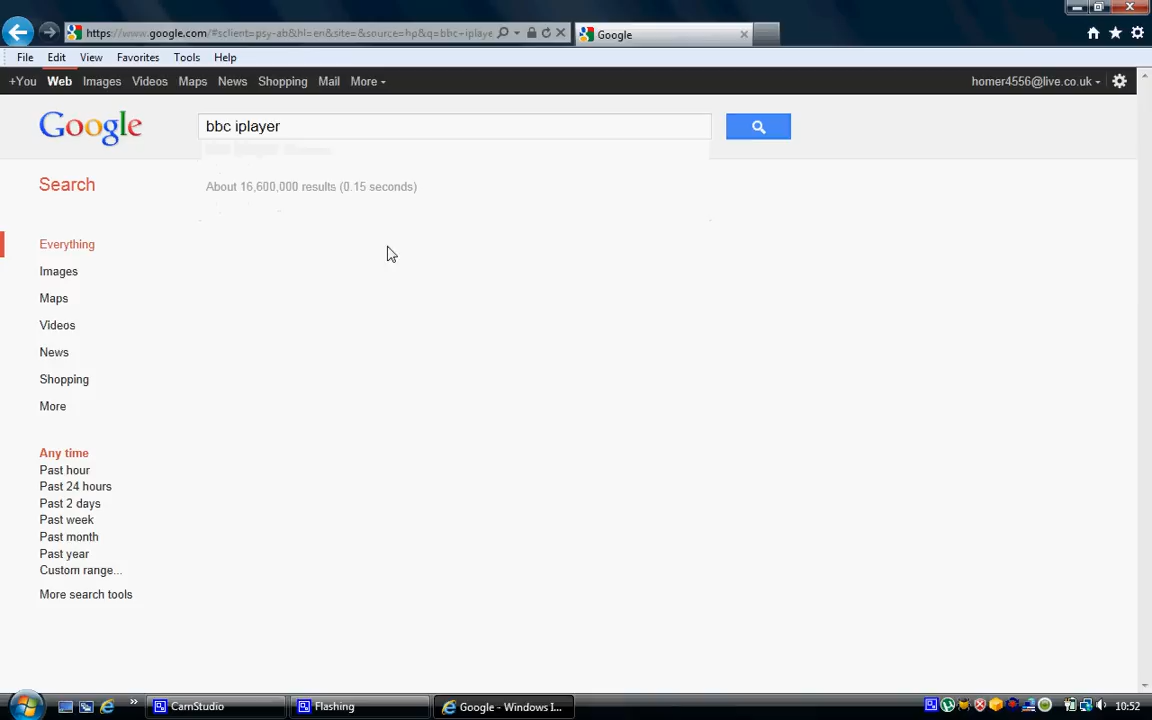 https://www.google.com/#sclient=psy-ab&hl=en&site=&source=hp&q=bbc+iplaye
Google
File Edit View Favorites Tools Help
+You Web Images Videos Maps News Shopping Mail More
homer4556@live.co.uk
Google
bbc iplayer
Search
About 16,600,000 results (0.15 seconds)
Everything
Images
Maps
Videos
News
Shopping
More
Any time
Past hour
Past 24 hours
Past 2 days
Past week
Past month
Past year
Custom range...
More search tools
CamStudio
Flashing
Google - Windows I...
10:52